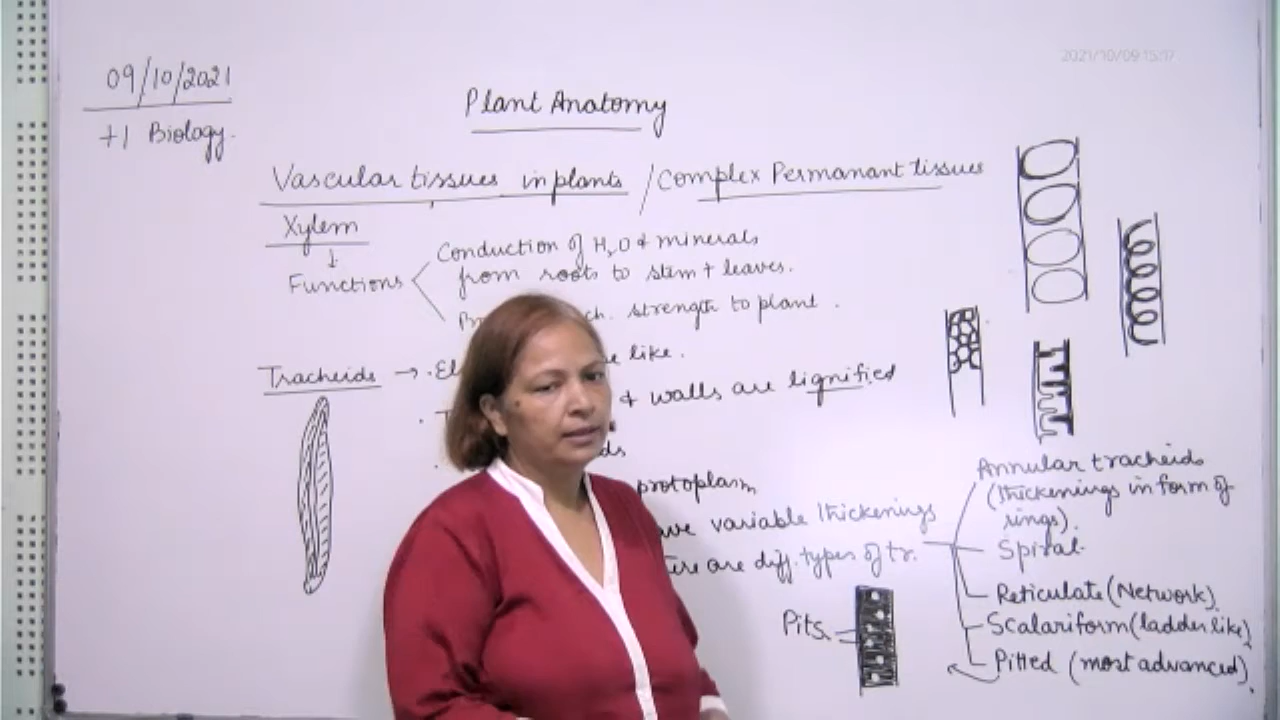 2021/10/09 15:17
09/10/2021
+1 Biology.
Plant Anatomy
Vascular tissues in plants / Complex Permanant tissues
Xylem
↓
Functions
Conduction of H2O & minerals
from roots to stem + leaves.
ch. strength to plant.
Tracheids → . El like.
. T & walls are lignified
. ds
protoplasm
variable thickenings
are diff. types of tr.
Annular tracheids
(thickenings in form of
rings).
Spiral
Reticulate (Network)
Scalariform (ladder like)
Pitted (most advanced).
Pits